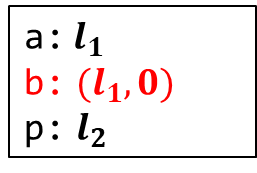 a: l₁
b: (l₁,0)
p: l₂